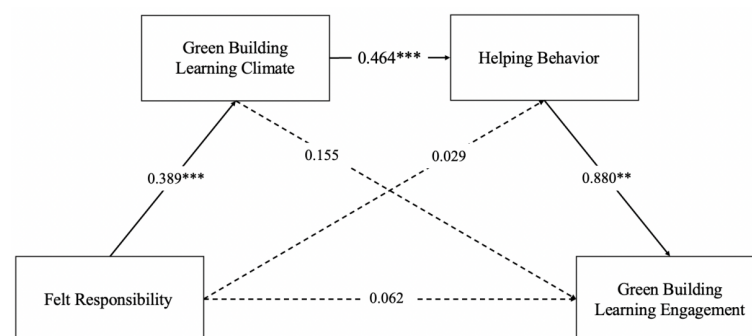 Green Building
Learning Climate
0.464***
Helping Behavior
0.155
0.029
0.389***
0.880**
Felt Responsibility
0.062
Green Building
Learning Engagement